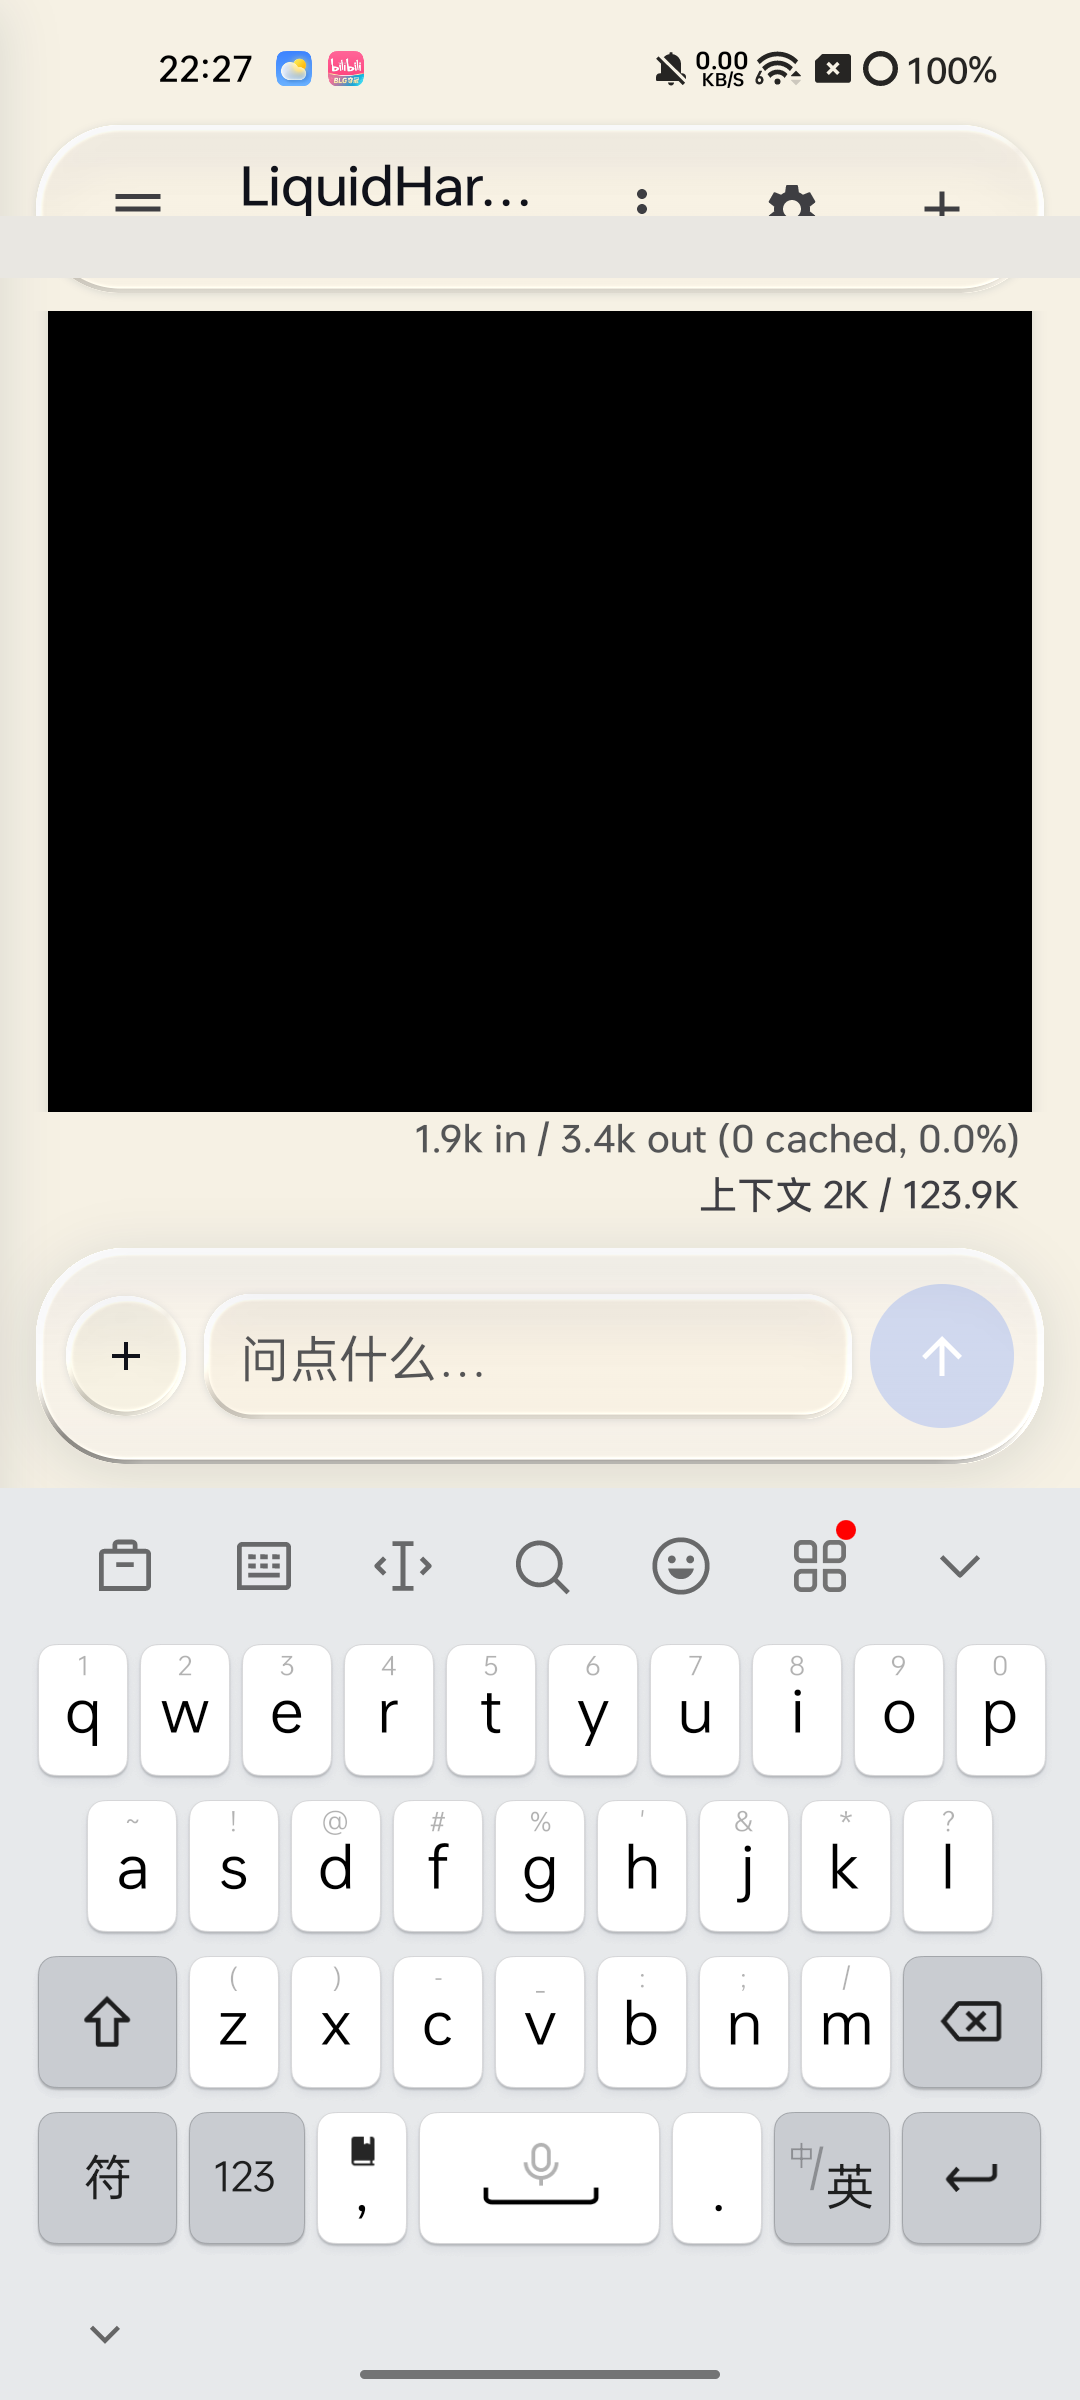 22:27
bilibili
0.00
KB/S
6
100%
LiquidHar...
1.9k in / 3.4k out (0 cached, 0.0%)
上下文 2K / 123.9K
问点什么...
1 2 3 4 5 6 7 8 9 0
q w e r t y u i o p
~ ! @ # % ' & * ?
a s d f g h j k l
( ) - _ : ; /
z x c v b n m
符 123 , . 中/英